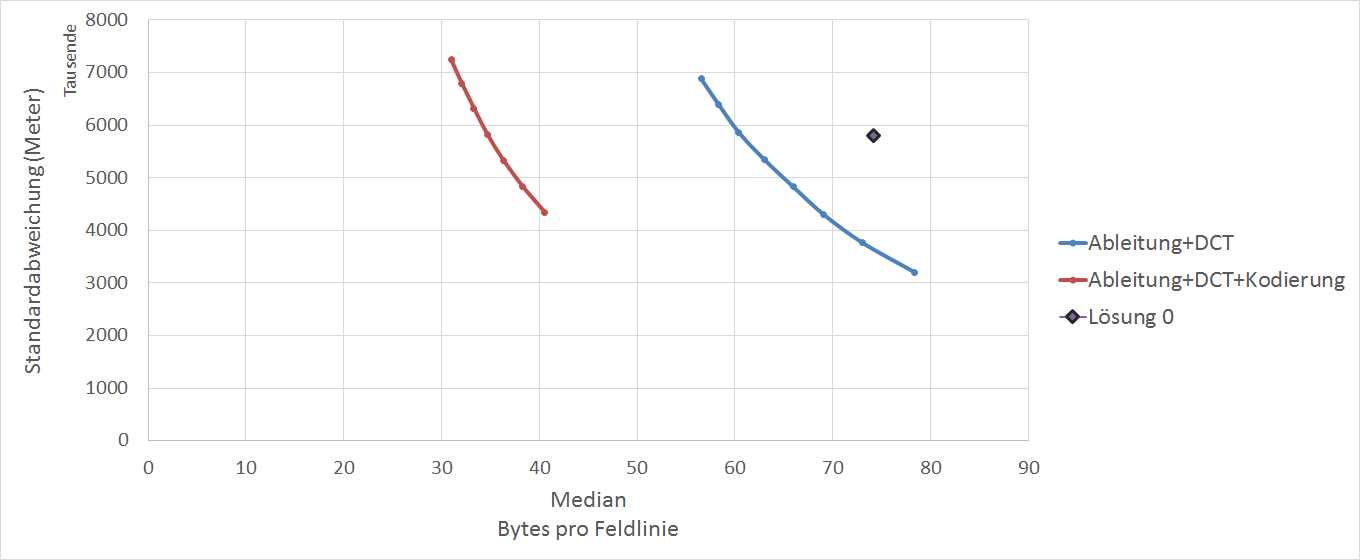 Standardabweichung (Meter)
Tausende
8000
7000
6000
5000
4000
3000
2000
1000
0
0 10 20 30 40 50 60 70 80 90
Median
Bytes pro Feldlinie
Ableitung+DCT
Ableitung+DCT+Kodierung
Lösung 0